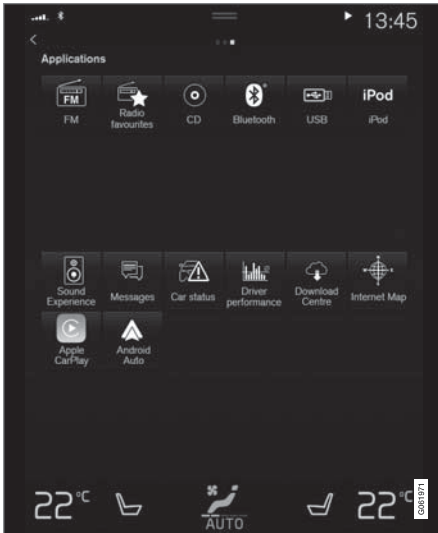 13:45
Applications
FM
iPod
FM
Radio
favourites
CD
Bluetooth
USB
iPod
Sound
Experience
Messages
Car status
Driver
performance
Download
Centre
Internet Map
Apple
CarPlay
Android
Auto
22°C
AUTO
22°C
G061971